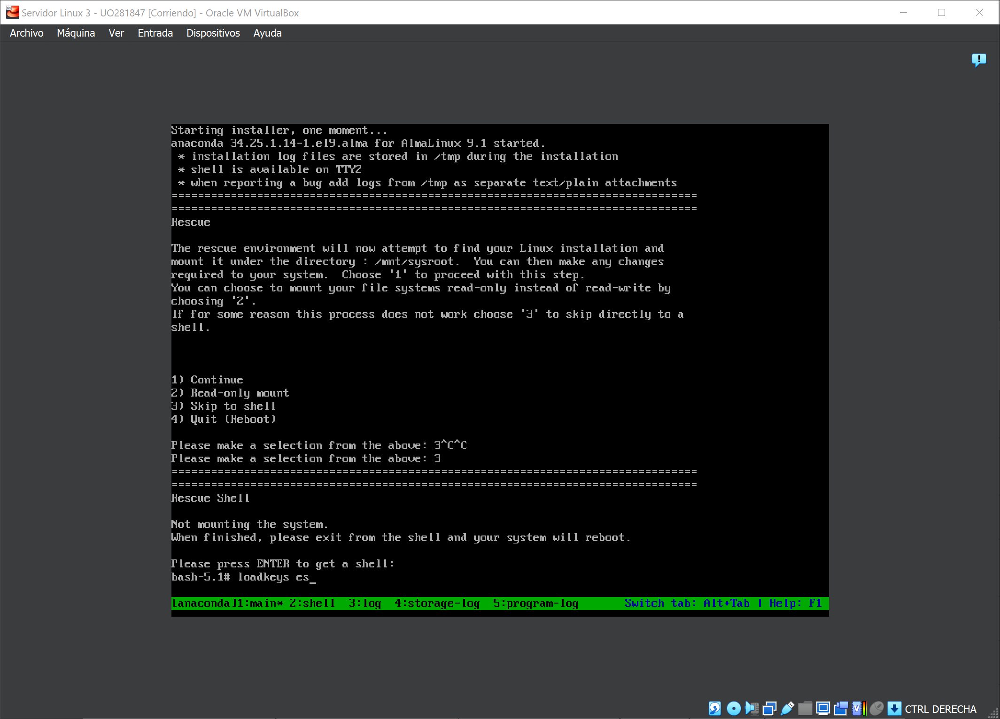 Servidor Linux 3 - UO281847 [Corriendo] - Oracle VM VirtualBox
Archivo Máquina Ver Entrada Dispositivos Ayuda
Starting installer, one moment...
anaconda 34.25.1.14-1.el9.alma for AlmaLinux 9.1 started.
* installation log files are stored in /tmp during the installation
* shell is available on TTY2
* when reporting a bug add logs from /tmp as separate text/plain attachments
================================================================================
================================================================================
Rescue
The rescue environment will now attempt to find your Linux installation and
mount it under the directory : /mnt/sysroot.  You can then make any changes
required to your system.  Choose '1' to proceed with this step.
You can choose to mount your file systems read-only instead of read-write by
choosing '2'.
If for some reason this process does not work choose '3' to skip directly to a
shell.
1) Continue
2) Read-only mount
3) Skip to shell
4) Quit (Reboot)
Please make a selection from the above: 3^C^C
Please make a selection from the above: 3
================================================================================
================================================================================
Rescue Shell
Not mounting the system.
When finished, please exit from the shell and your system will reboot.
Please press ENTER to get a shell:
bash-5.1# loadkeys es_
[anaconda]1:main* 2:shell  3:log  4:storage-log  5:program-log       Switch tab: Alt+Tab | Help: F1
CTRL DERECHA